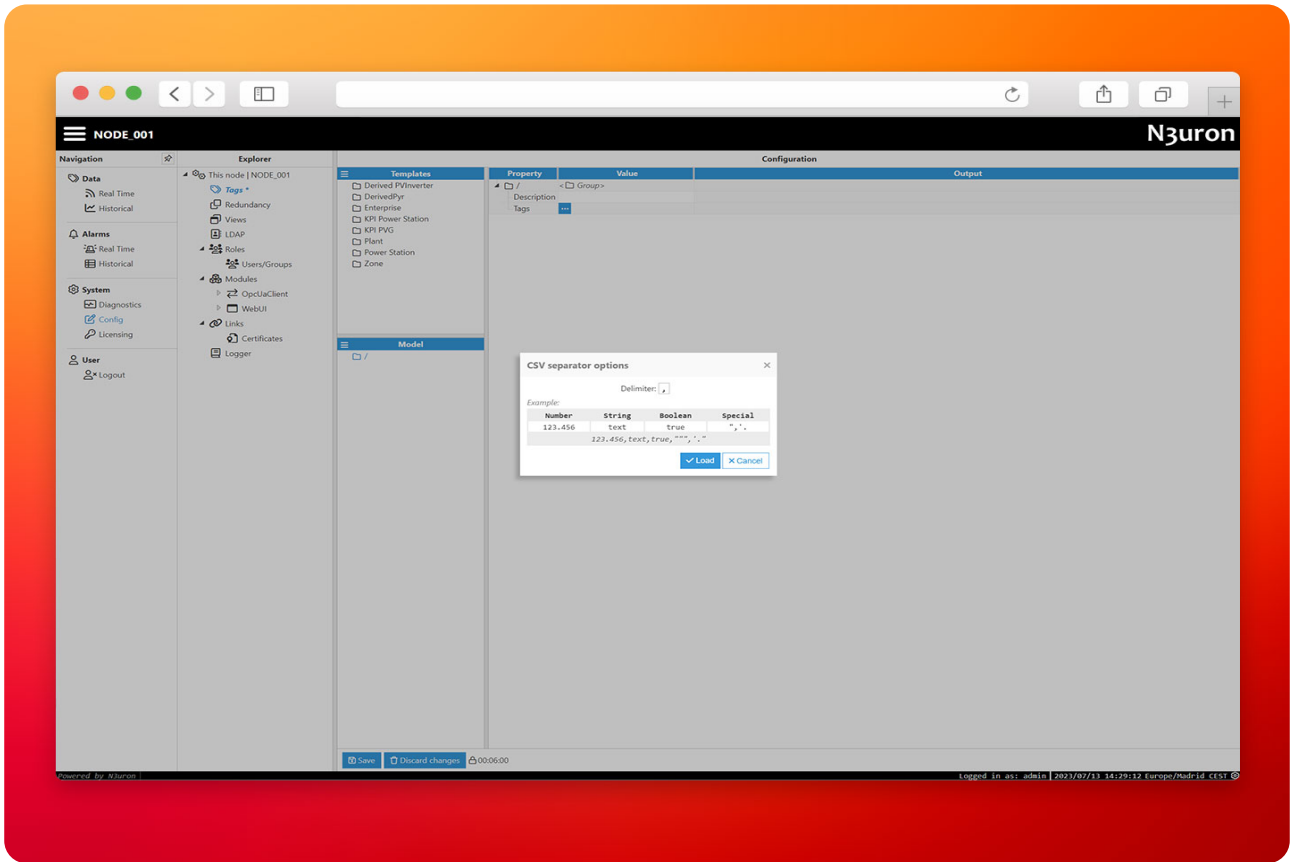 NODE_001
N3uron
Navigation
Data
Real Time
Historical
Alarms
Real Time
Historical
System
Diagnostics
Config
Licensing
User
Logout
Explorer
This node | NODE_001
Tags *
Redundancy
Views
LDAP
Roles
Users/Groups
Modules
OpcUaClient
WebUI
Links
Certificates
Logger
Configuration
Templates
Derived PVInverter
DerivedPyr
Enterprise
KPI Power Station
KPI PVG
Plant
Power Station
Zone
Model
/
Property Value Output
/ <Group>
Description
Tags ...
CSV separator options
Delimiter: ,
Example:
Number String Boolean Special
123.456 text true ",'.
123.456,text,true,""",'."
Load Cancel
Save Discard changes 00:06:00
Powered by N3uron
Logged in as: admin | 2023/07/13 14:29:12 Europe/Madrid CEST